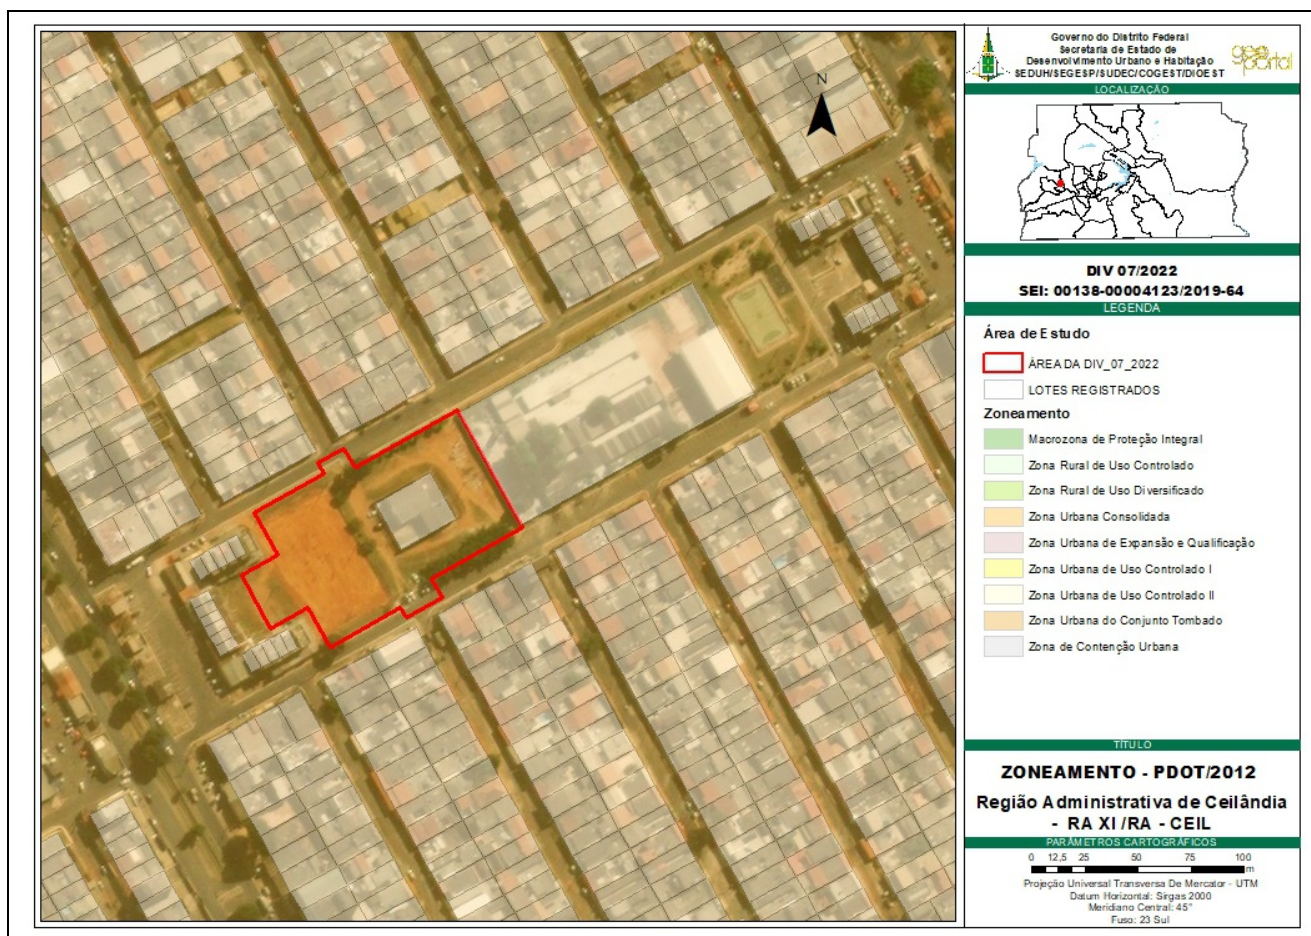 N
Governo do Distrito Federal
Secretaria de Estado de
Desenvolvimento Urbano e Habitação
SEDUH/SEGESP/SUDEC/COGEST/DIOEST
geo
portal
LOCALIZAÇÃO
DIV 07/2022
SEI: 00138-00004123/2019-64
LEGENDA
Área de Estudo
ÁREA DA DIV_07_2022
LOTES REGISTRADOS
Zoneamento
Macrozona de Proteção Integral
Zona Rural de Uso Controlado
Zona Rural de Uso Diversificado
Zona Urbana Consolidada
Zona Urbana de Expansão e Qualificação
Zona Urbana de Uso Controlado I
Zona Urbana de Uso Controlado II
Zona Urbana do Conjunto Tombado
Zona de Contenção Urbana
TÍTULO
ZONEAMENTO - PDOT/2012
Região Administrativa de Ceilândia
- RA XI /RA - CEIL
PARÂMETROS CARTOGRÁFICOS
0 12,5 25 50 75 100
m
Projeção Universal Transversa De Mercator - UTM
Datum Horizontal: Sirgas 2000
Meridiano Central: 45°
Fuso: 23 Sul